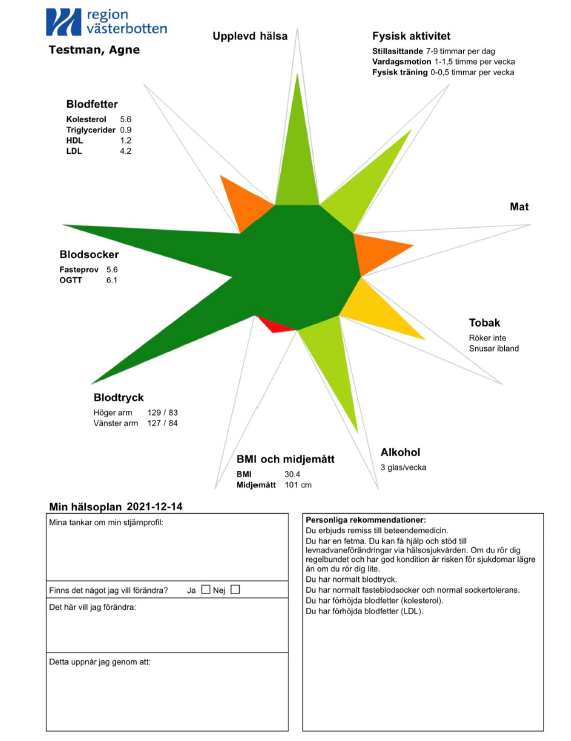 region
västerbotten
Testman, Agne
Upplevd hälsa
Fysisk aktivitet
Stillasittande 7-9 timmar per dag
Vardagsmotion 1-1,5 timme per vecka
Fysisk träning 0-0,5 timmar per vecka
Blodfetter
Kolesterol 5.6
Triglycerider 0.9
HDL 1.2
LDL 4.2
Mat
Blodsocker
Fasteprov 5.6
OGTT 6.1
Tobak
Röker inte
Snusar ibland
Blodtryck
Höger arm 129 / 83
Vänster arm 127 / 84
BMI och midjemått
BMI 30.4
Midjemått 101 cm
Alkohol
3 glas/vecka
Min hälsoplan 2021-12-14
Mina tankar om min stjärnprofil:
Finns det något jag vill förändra? Ja Nej
Det här vill jag förändra:
Detta uppnår jag genom att:
Personliga rekommendationer:
Du erbjuds remiss till beteendemedicin.
Du har en fetma. Du kan få hjälp och stöd till
levnadvaneförändringar via hälsosjukvården. Om du rör dig
regelbundet och har god kondition är risken för sjukdomar lägre
än om du rör dig lite.
Du har normalt blodtryck.
Du har normalt fasteblodsocker och normal sockertolerans.
Du har förhöjda blodfetter (kolesterol).
Du har förhöjda blodfetter (LDL).